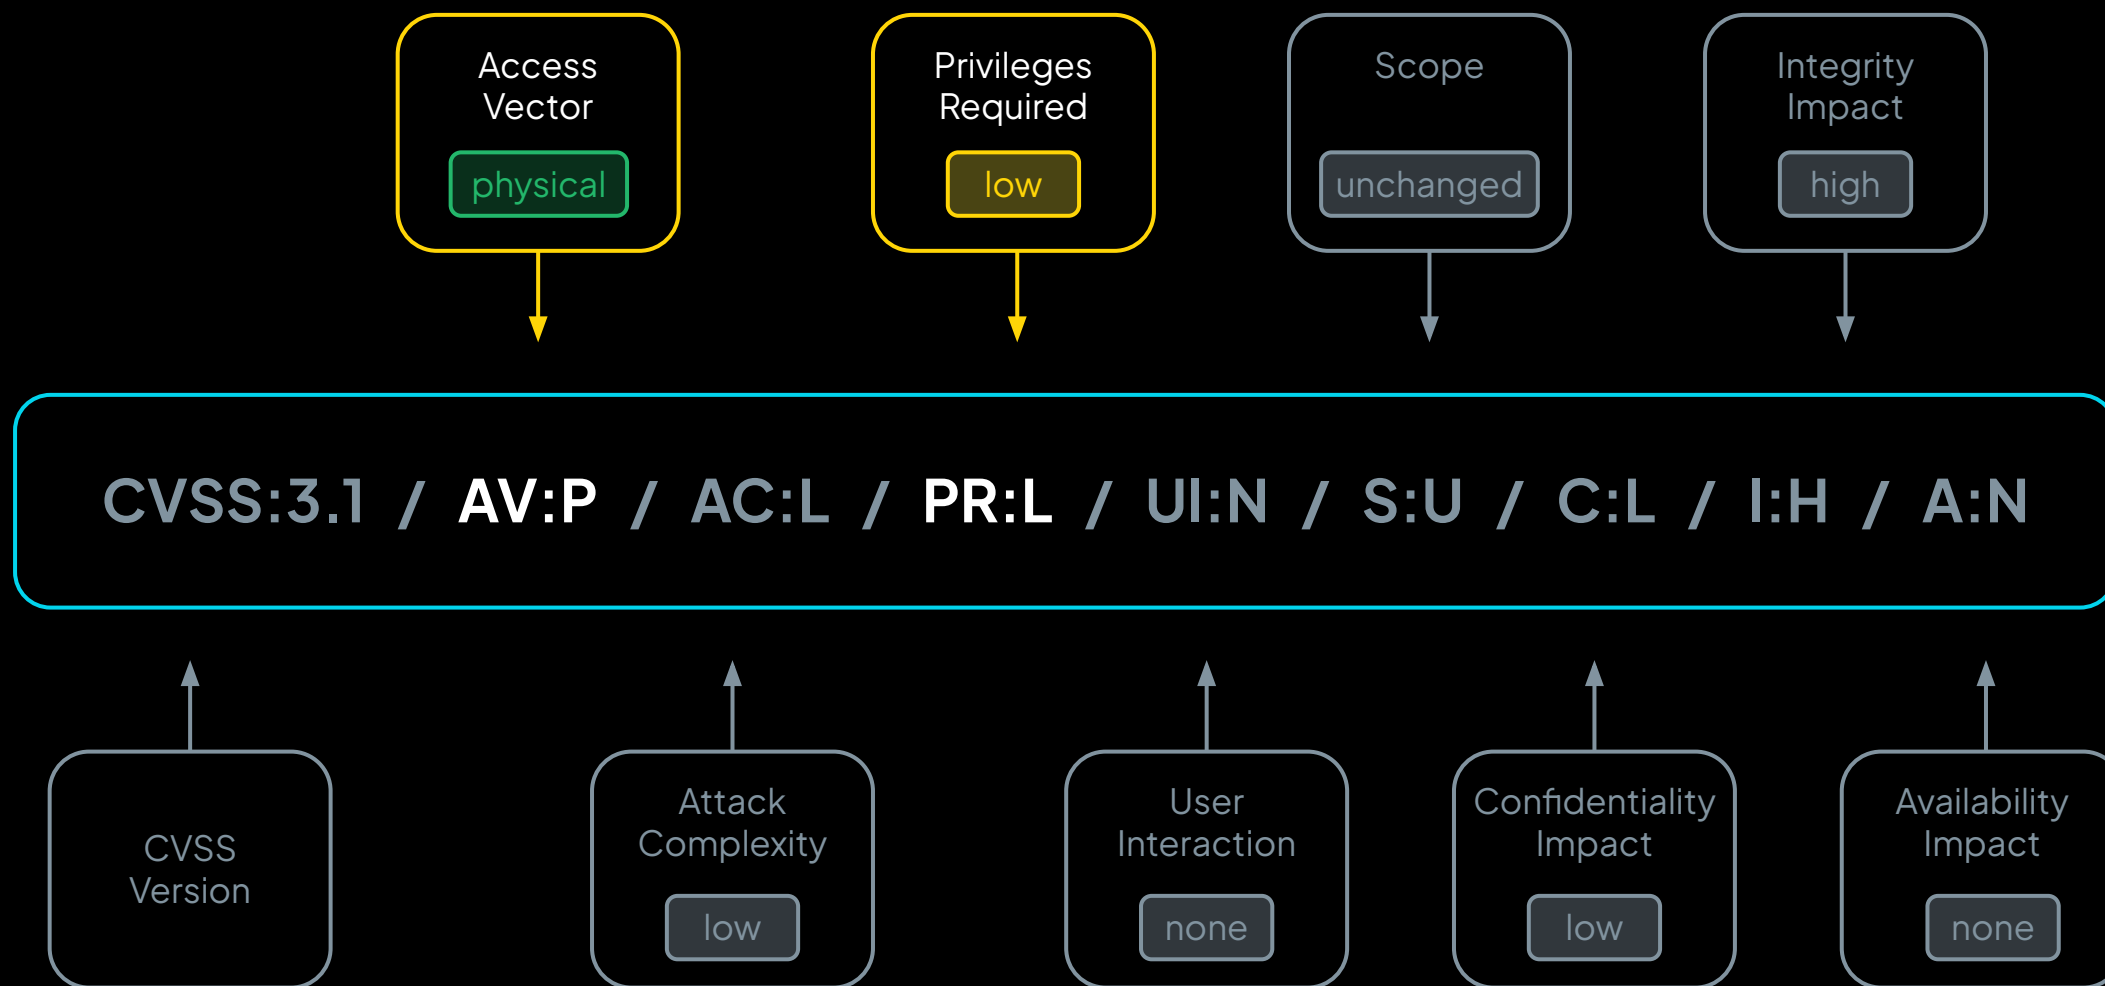 Access
Vector
physical
Privileges
Required
low
Scope
unchanged
Integrity
Impact
high
CVSS:3.1 / AV:P / AC:L / PR:L / UI:N / S:U / C:L / I:H / A:N
CVSS
Version
Attack
Complexity
low
User
Interaction
none
Confidentiality
Impact
low
Availability
Impact
none